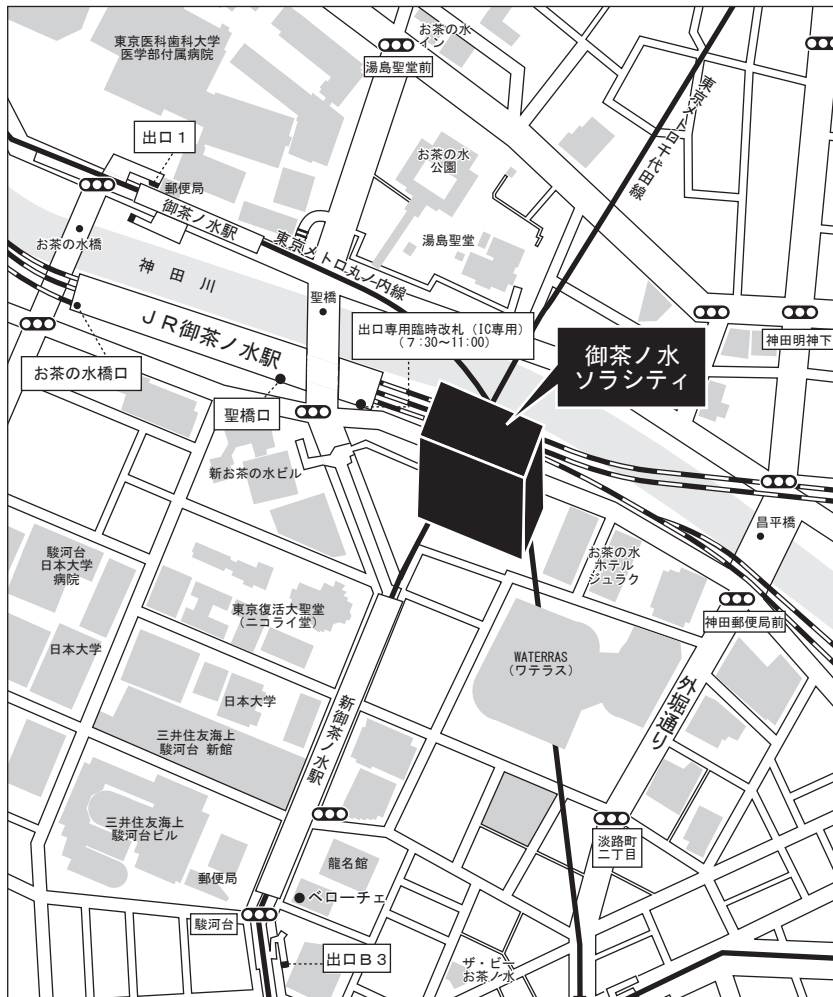 東京医科歯科大学
医学部付属病院
お茶の水
イン
湯島聖堂前
東京メトロ千代田線
出口1
お茶の水
公園
郵便局
御茶ノ水駅
湯島聖堂
お茶の水橋
東京メトロ丸ノ内線
神田川
聖橋
出口専用臨時改札（IC専用）
（7:30～11:00）
JR御茶ノ水駅
御茶ノ水
ソラシティ
神田明神下
お茶の水橋口
聖橋口
新お茶の水ビル
昌平橋
お茶の水
ホテル
ジュラク
駿河台
日本大学
病院
東京復活大聖堂
（ニコライ堂）
神田郵便局前
日本大学
WATERRAS
（ワテラス）
外堀通り
日本大学
新御茶ノ水駅
三井住友海上
駿河台 新館
三井住友海上
駿河台ビル
淡路町
二丁目
龍名館
郵便局
ベローチェ
駿河台
出口B3
ザ・ビー
お茶ノ水